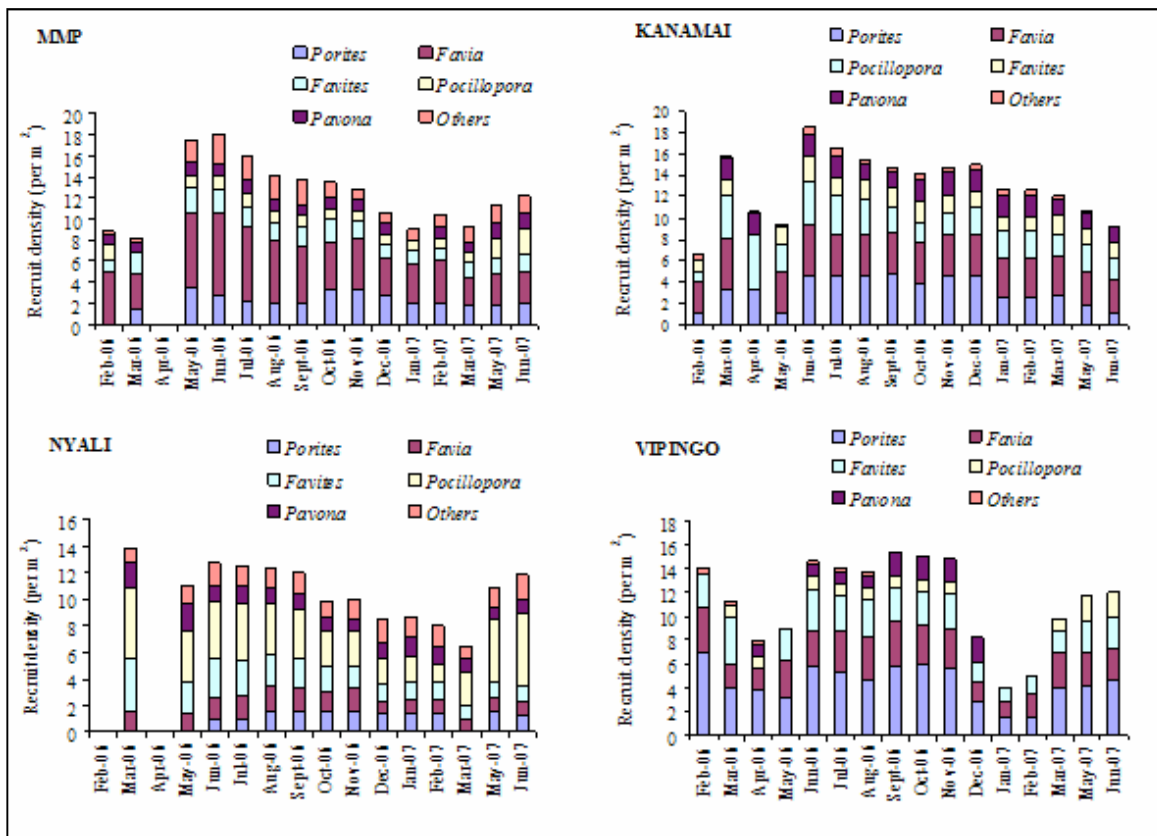 MMP
Porites Favia
Favites Pocillopora
Pavona Others
Recruit density (per m²)
20
18
16
14
12
10
8
6
4
2
0
Feb-06
Mar-06
Apr-06
May-06
Jun-06
Jul-06
Aug-06
Sept-06
Oct-06
Nov-06
Dec-06
Jan-07
Feb-07
Mar-07
May-07
Jun-07
KANAMAI
Porites Favia
Pocillopora Favites
Pavona Others
Recruit density (per m²)
20
18
16
14
12
10
8
6
4
2
0
Feb-06
Mar-06
Apr-06
May-06
Jun-06
Jul-06
Aug-06
Sept-06
Oct-06
Nov-06
Dec-06
Jan-07
Feb-07
Mar-07
May-07
Jun-07
NYALI
Porites Favia
Favites Pocillopora
Pavona Others
Recruit density (per m²)
16
14
12
10
8
6
4
2
0
Feb-06
Mar-06
Apr-06
May-06
Jun-06
Jul-06
Aug-06
Sept-06
Oct-06
Nov-06
Dec-06
Jan-07
Feb-07
Mar-07
May-07
Jun-07
VIPINGO
Porites Favia
Favites Pocillopora
Pavona Others
Recruit density (per m²)
18
16
14
12
10
8
6
4
2
0
Feb-06
Mar-06
Apr-06
May-06
Jun-06
Jul-06
Aug-06
Sept-06
Oct-06
Nov-06
Dec-06
Jan-07
Feb-07
Mar-07
May-07
Jun-07